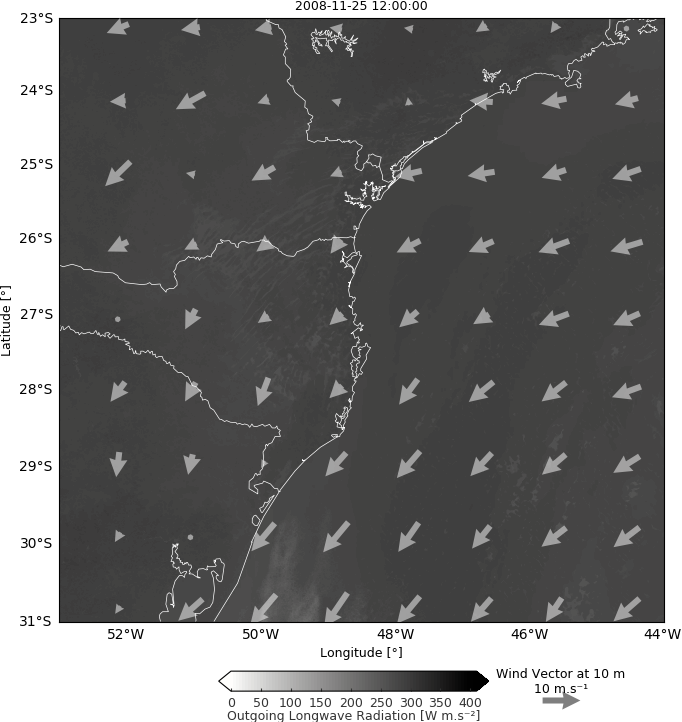 2008-11-25 12:00:00
23°S
24°S
25°S
26°S
27°S
28°S
29°S
30°S
31°S
Latitude [°]
52°W 50°W 48°W 46°W 44°W
Longitude [°]
0 50 100 150 200 250 300 350 400
Outgoing Longwave Radiation [W m.s⁻²]
Wind Vector at 10 m
10 m.s⁻¹